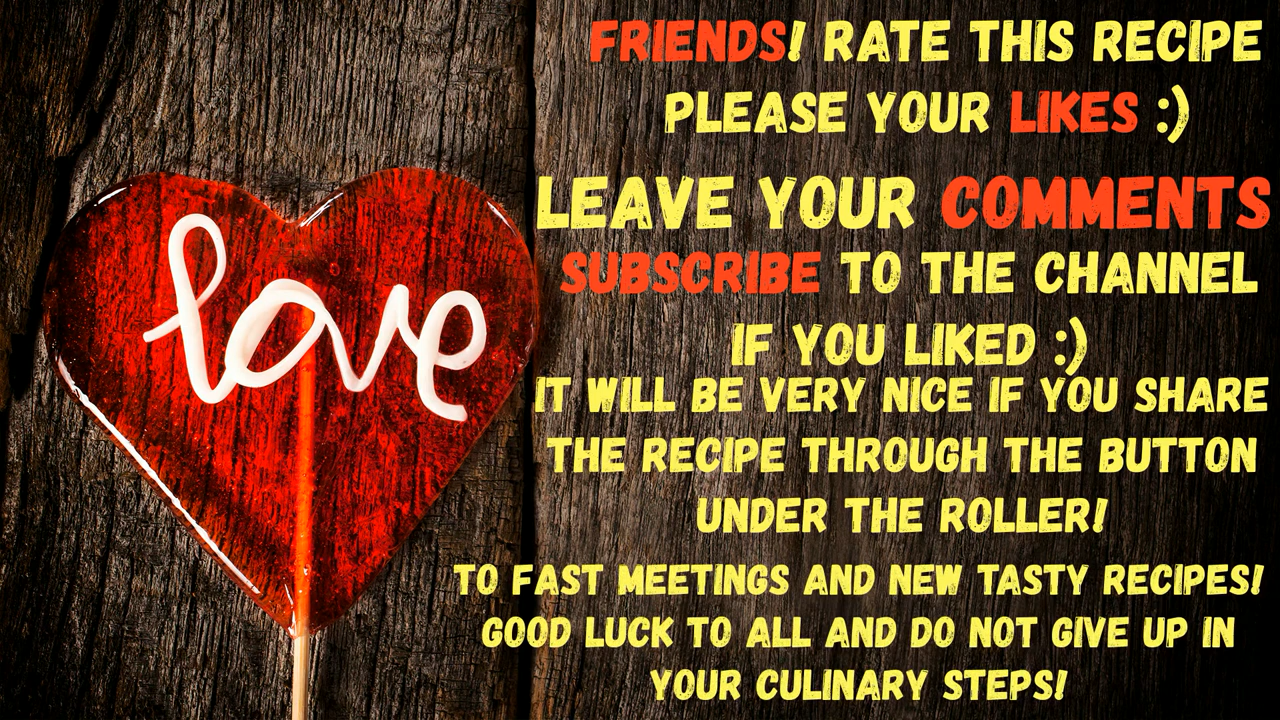 love
FRIENDS! RATE THIS RECIPE
PLEASE YOUR LIKES :)
LEAVE YOUR COMMENTS
SUBSCRIBE TO THE CHANNEL
IF YOU LIKED :)
IT WILL BE VERY NICE IF YOU SHARE
THE RECIPE THROUGH THE BUTTON
UNDER THE ROLLER!
TO FAST MEETINGS AND NEW TASTY RECIPES!
GOOD LUCK TO ALL AND DO NOT GIVE UP IN
YOUR CULINARY STEPS!